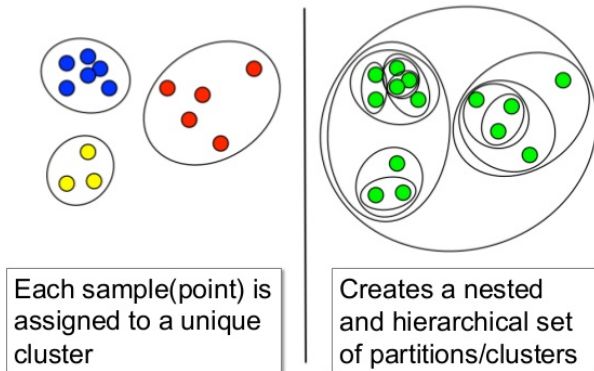 Each sample(point) is
assigned to a unique
cluster
Creates a nested
and hierarchical set
of partitions/clusters